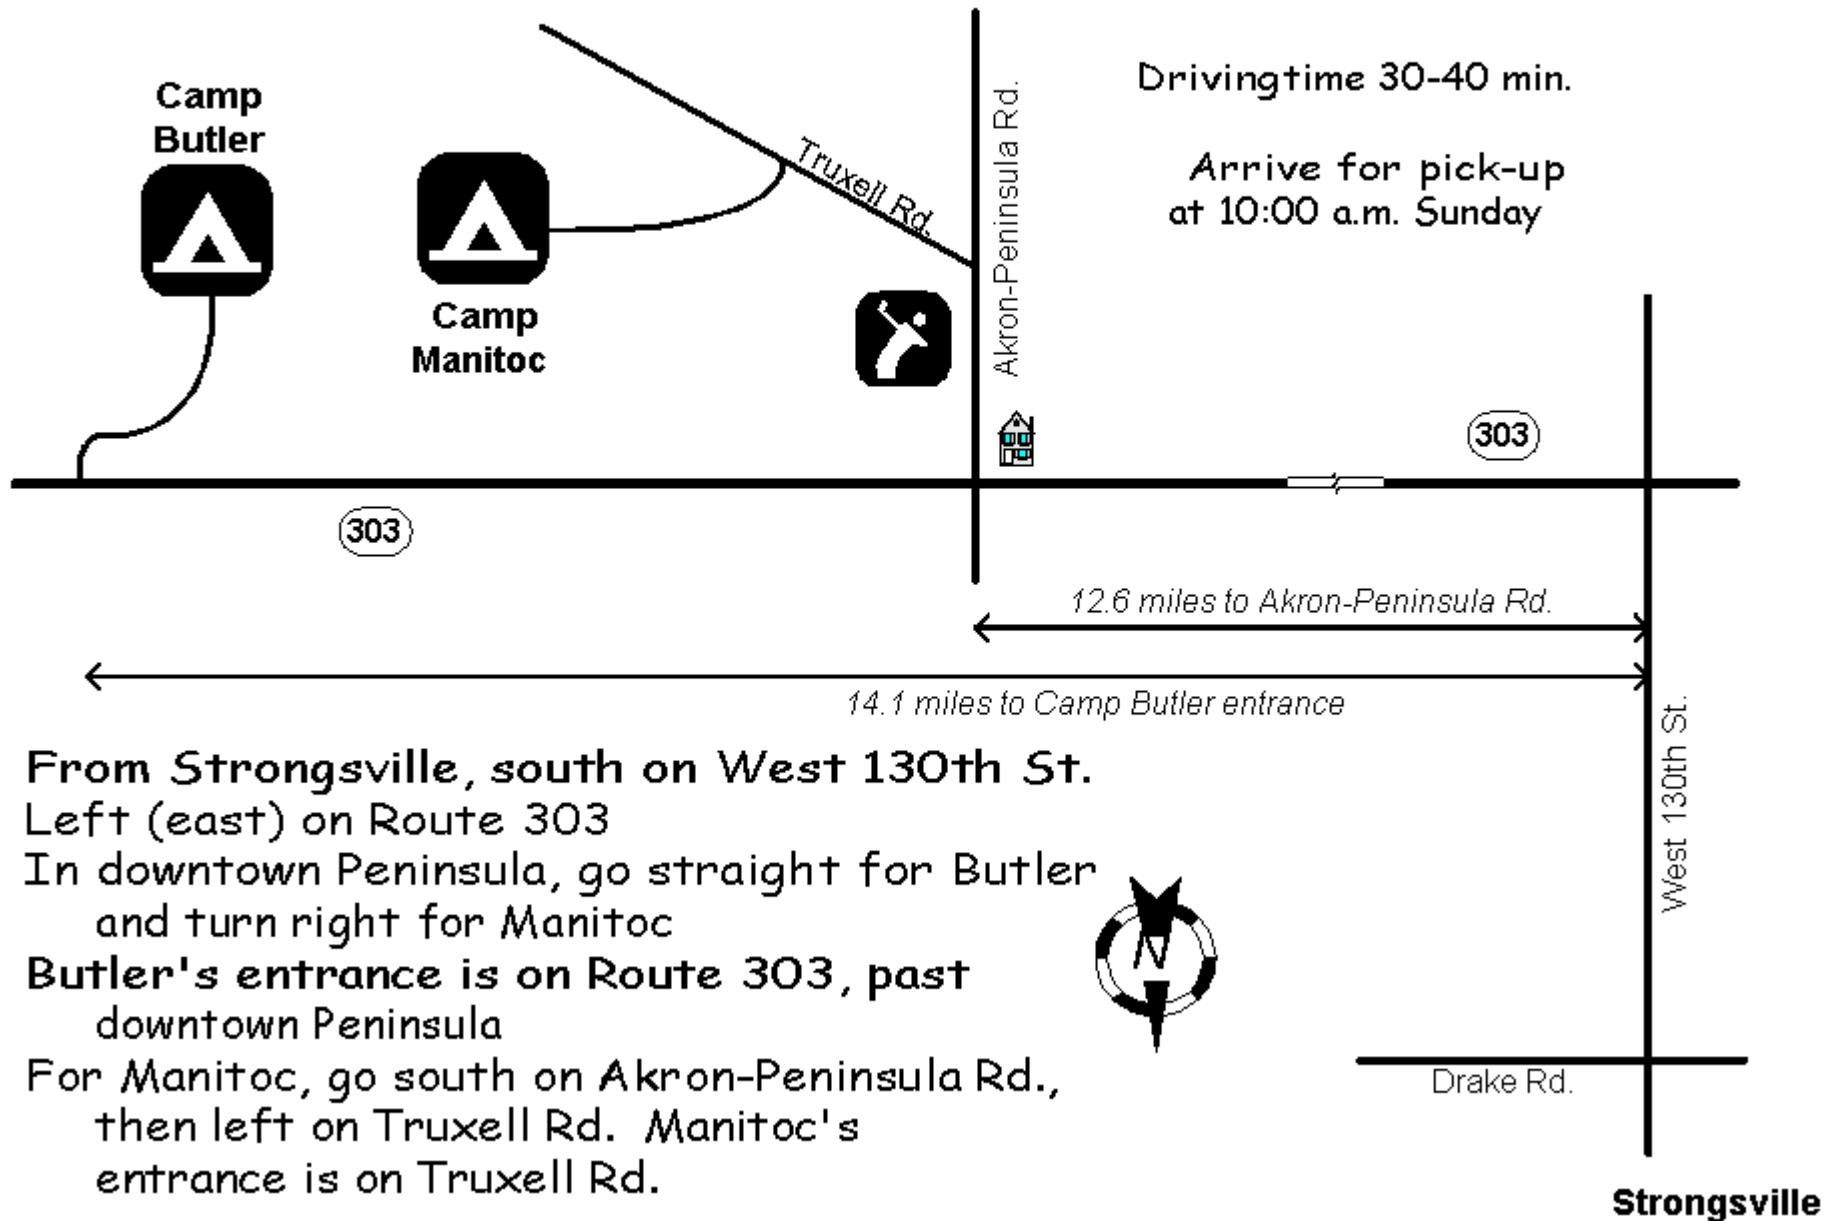 Camp
Butler
Camp
Manitoc
Truxell Rd.
Akron-Peninsula Rd.
Drivingtime 30-40 min.
Arrive for pick-up
at 10:00 a.m. Sunday
303
303
12.6 miles to Akron-Peninsula Rd.
14.1 miles to Camp Butler entrance
From Strongsville, south on West 130th St.
Left (east) on Route 303
In downtown Peninsula, go straight for Butler
and turn right for Manitoc
Butler's entrance is on Route 303, past
downtown Peninsula
For Manitoc, go south on Akron-Peninsula Rd.,
then left on Truxell Rd. Manitoc's
entrance is on Truxell Rd.
N
West 130th St.
Drake Rd.
Strongsville